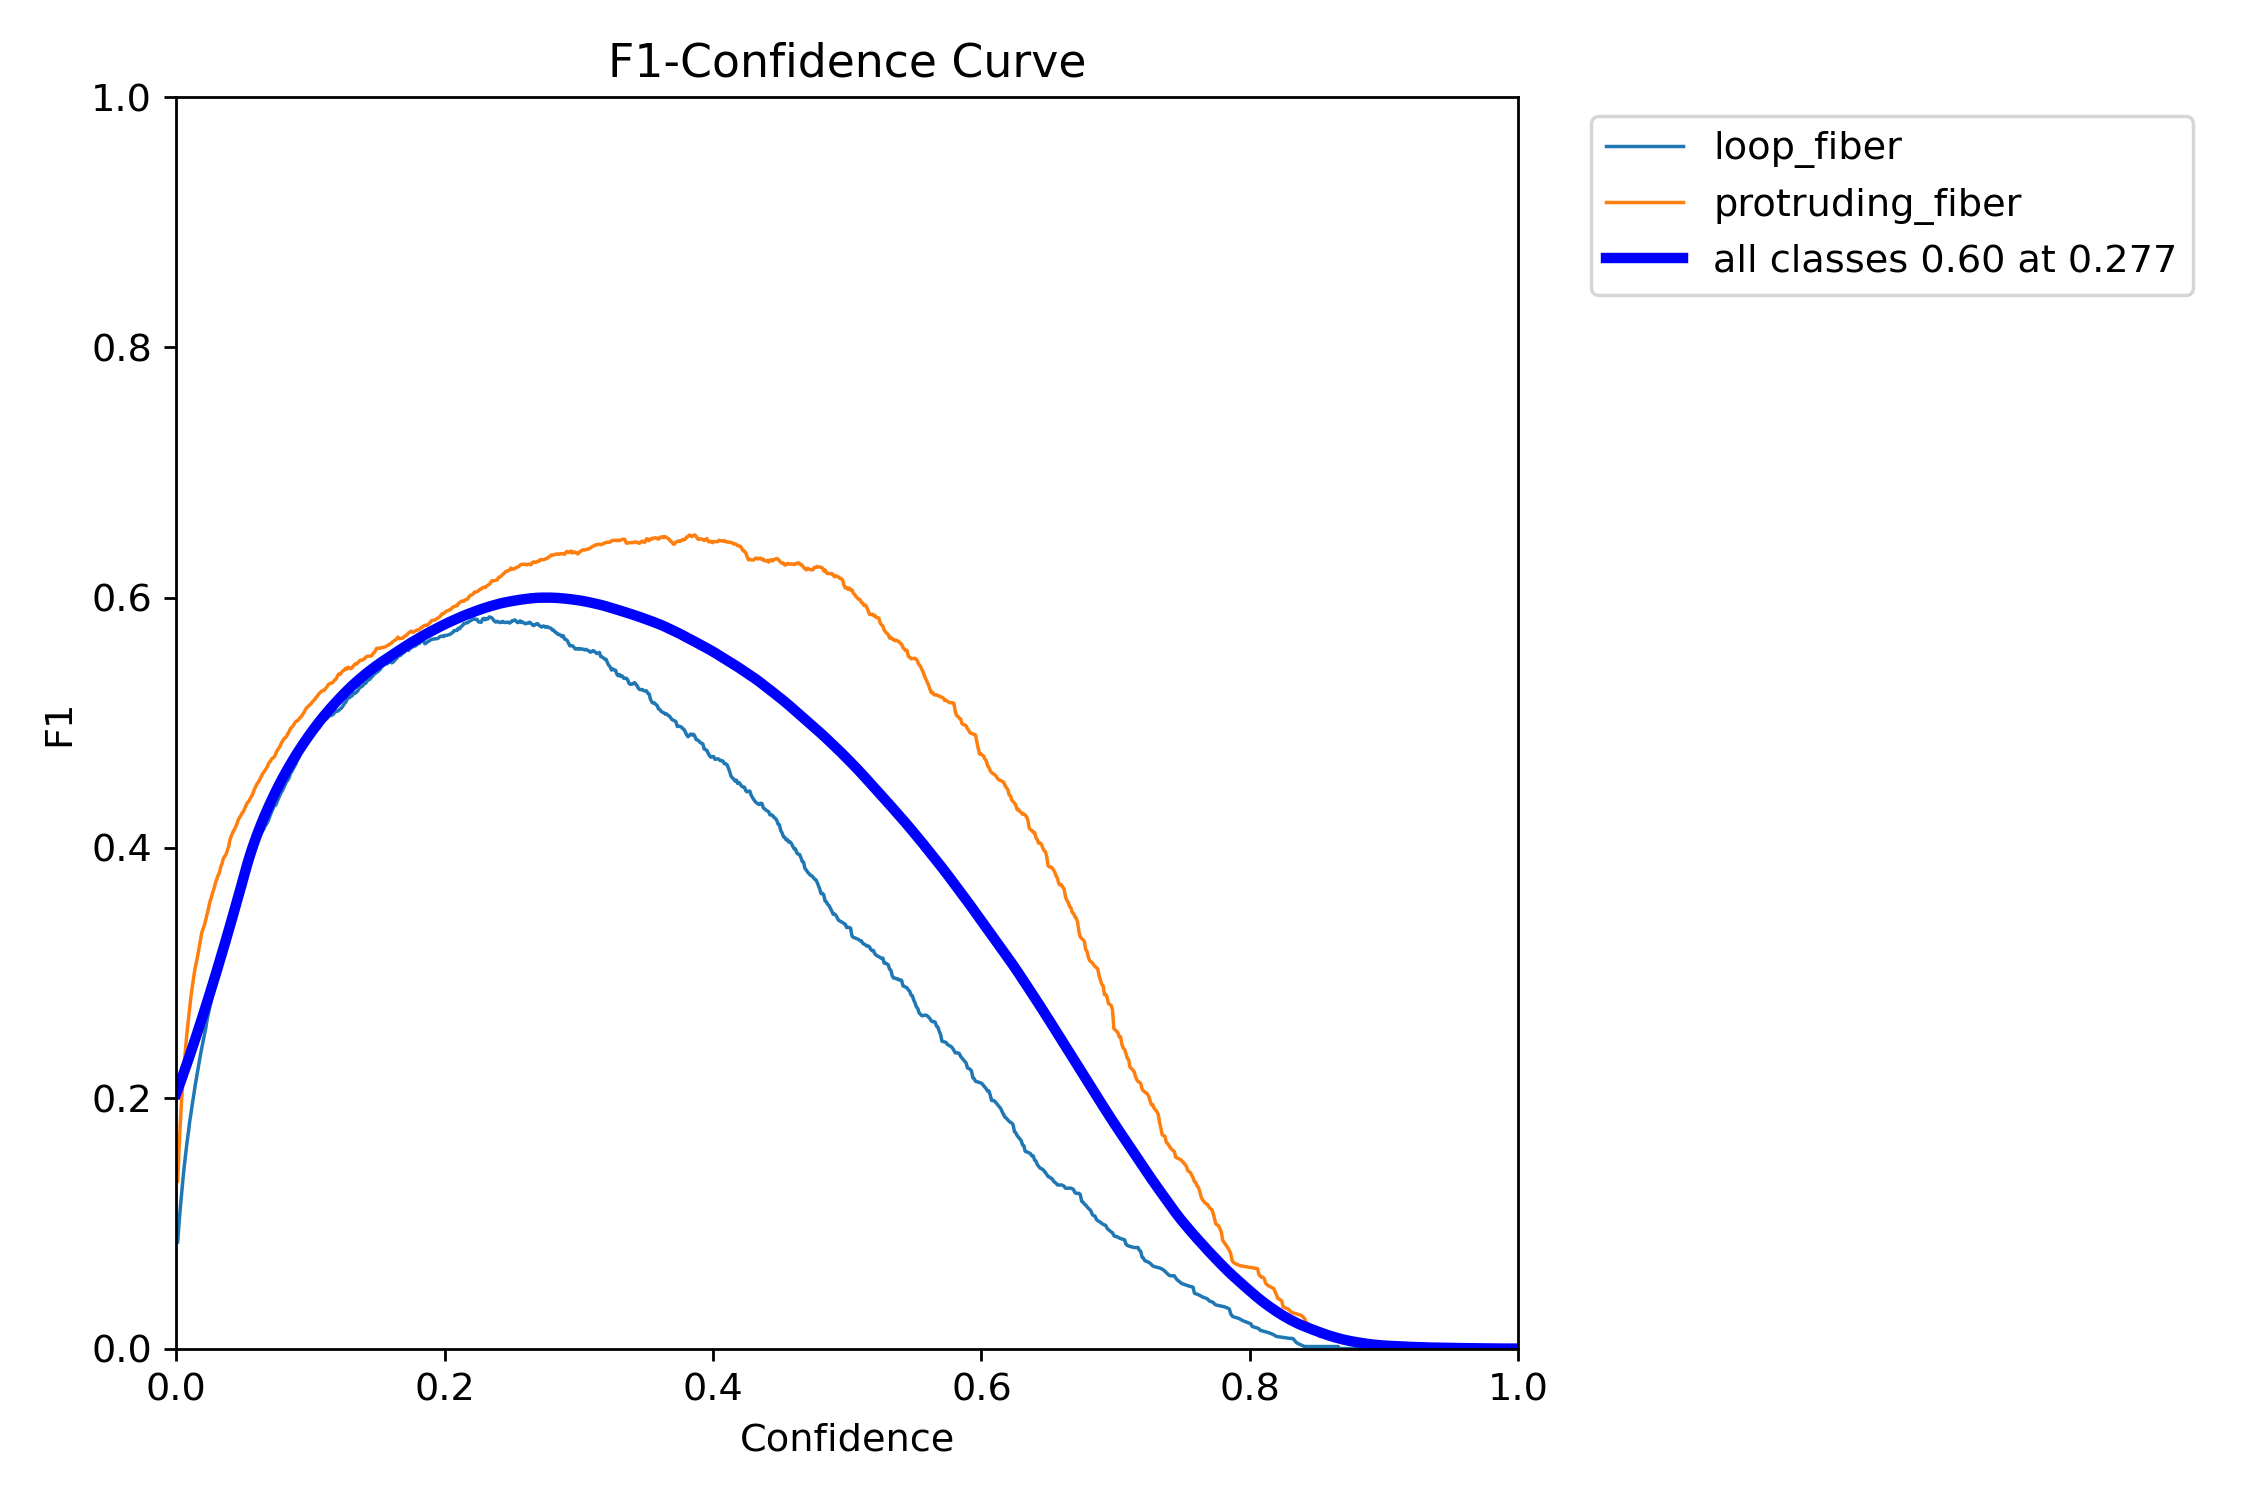 F1-Confidence Curve
loop_fiber
protruding_fiber
all classes 0.60 at 0.277
F1
1.0
0.8
0.6
0.4
0.2
0.0
0.0 0.2 0.4 0.6 0.8 1.0
Confidence